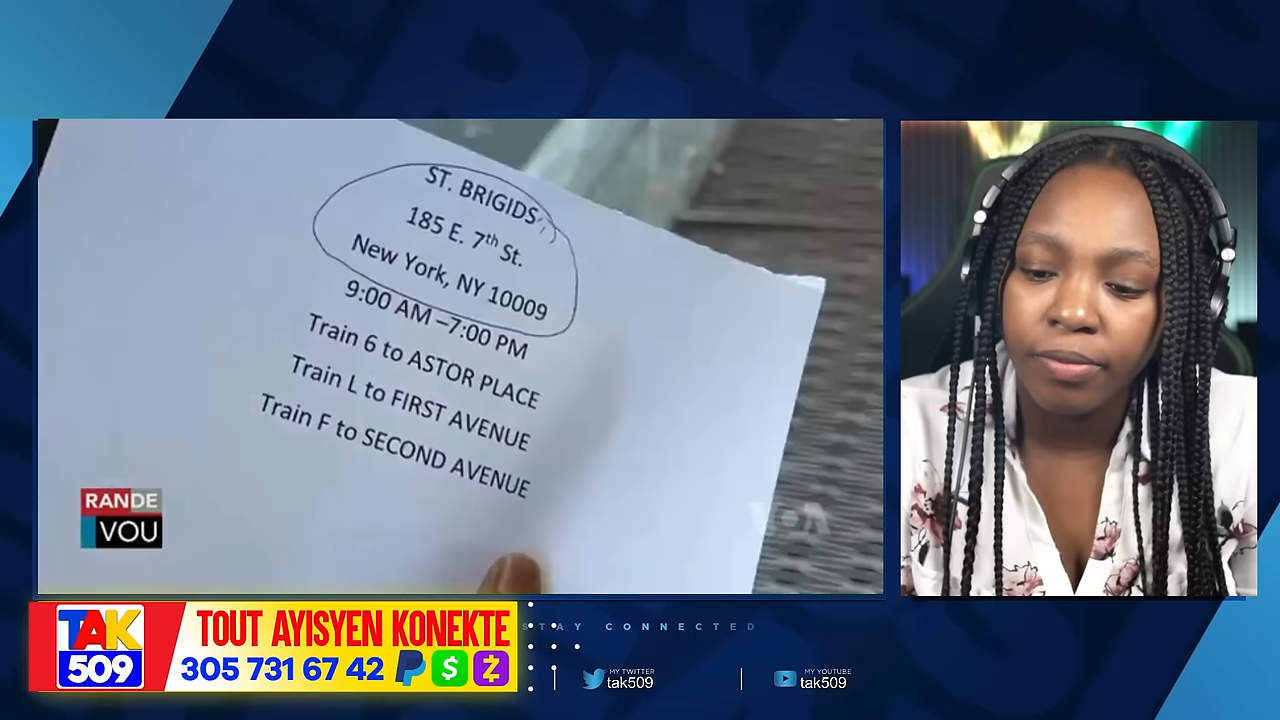 ST. BRIGIDS
185 E. 7th St.
New York, NY 10009
9:00 AM –7:00 PM
Train 6 to ASTOR PLACE
Train L to FIRST AVENUE
Train F to SECOND AVENUE
RANDE
VOU
VOA
TAK
509
TOUT AYISYEN KONEKTE
305 731 67 42
STAY CONNECTED
MY TWITTER
tak509
MY YOUTUBE
tak509